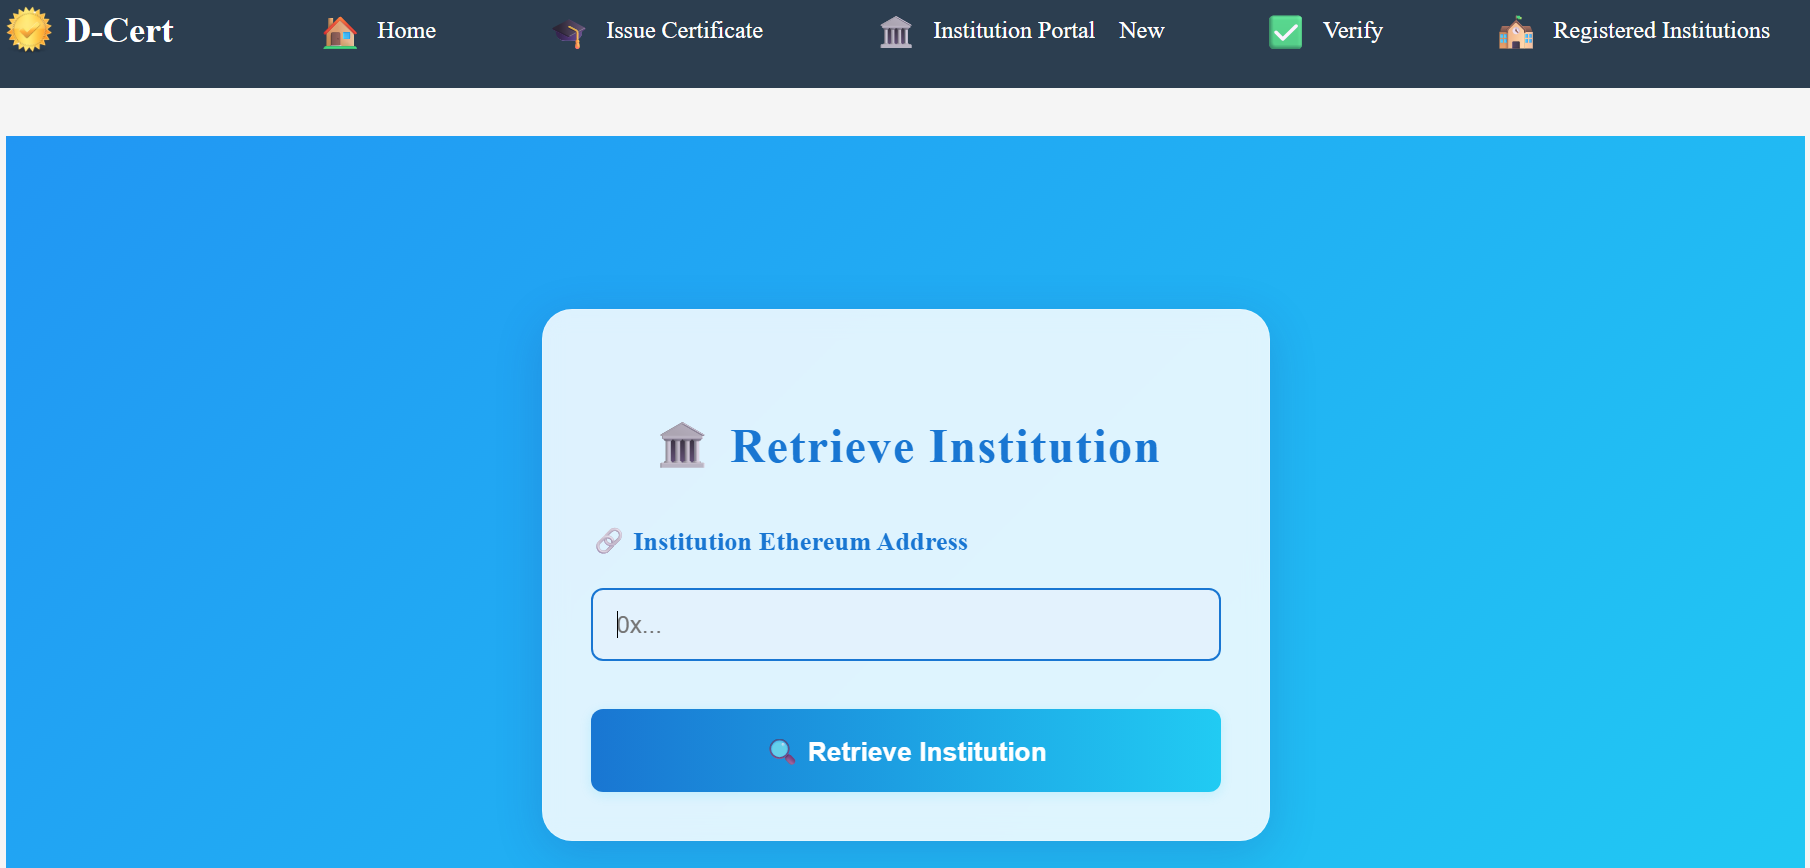 D-Cert
Home
Issue Certificate
Institution Portal New
Verify
Registered Institutions
Retrieve Institution
Institution Ethereum Address
0x...
Retrieve Institution